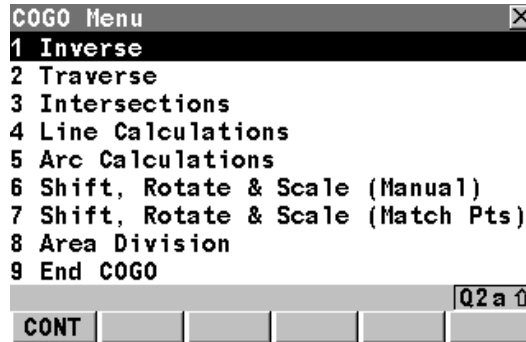 COGO Menu
1 Inverse
2 Traverse
3 Intersections
4 Line Calculations
5 Arc Calculations
6 Shift, Rotate & Scale (Manual)
7 Shift, Rotate & Scale (Match Pts)
8 Area Division
9 End COGO
Q2a⇧
CONT